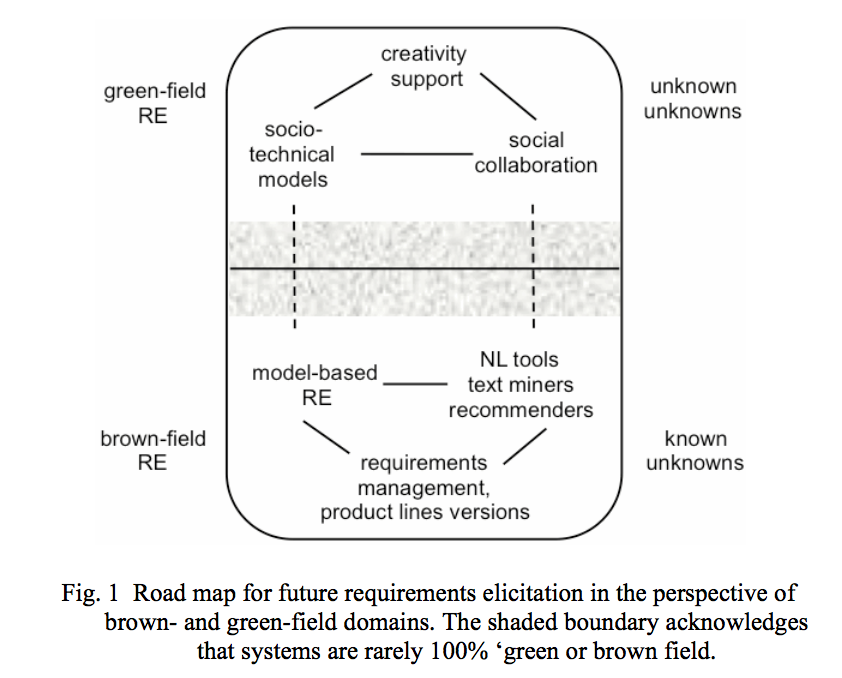 creativity
support
green-field
RE
unknown
unknowns
socio-
technical
models
social
collaboration
model-based
RE
NL tools
text miners
recommenders
brown-field
RE
known
unknowns
requirements
management,
product lines versions
Fig. 1 Road map for future requirements elicitation in the perspective of
brown- and green-field domains. The shaded boundary acknowledges
that systems are rarely 100% ‘green or brown field.